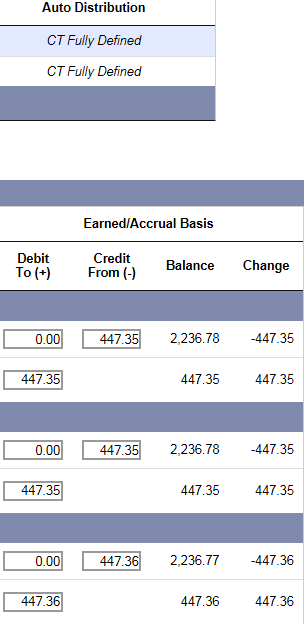 Auto Distribution
CT Fully Defined
CT Fully Defined
Earned/Accrual Basis
Debit To (+) Credit From (-) Balance Change
0.00 447.35 2,236.78 -447.35
447.35 447.35 447.35
0.00 447.35 2,236.78 -447.35
447.35 447.35 447.35
0.00 447.36 2,236.77 -447.36
447.36 447.36 447.36